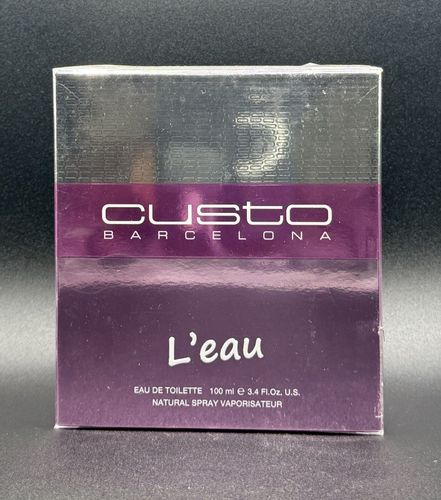 custo
BARCELONA
L'eau
EAU DE TOILETTE 100 ml ℮ 3.4 Fl.Oz. U.S.
NATURAL SPRAY VAPORISATEUR